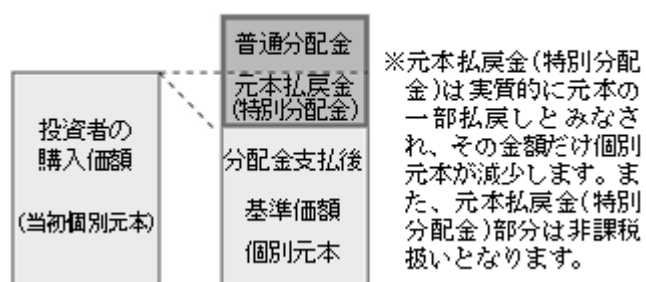 投資者の
購入価額
(当初個別元本)
普通分配金
元本払戻金
(特別分配金)
分配金支払後
基準価額
個別元本
※元本払戻金(特別分配
金)は実質的に元本の
一部払戻しとみなさ
れ、その金額だけ個別
元本が減少します。ま
た、元本払戻金(特別
分配金)部分は非課税
扱いとなります。